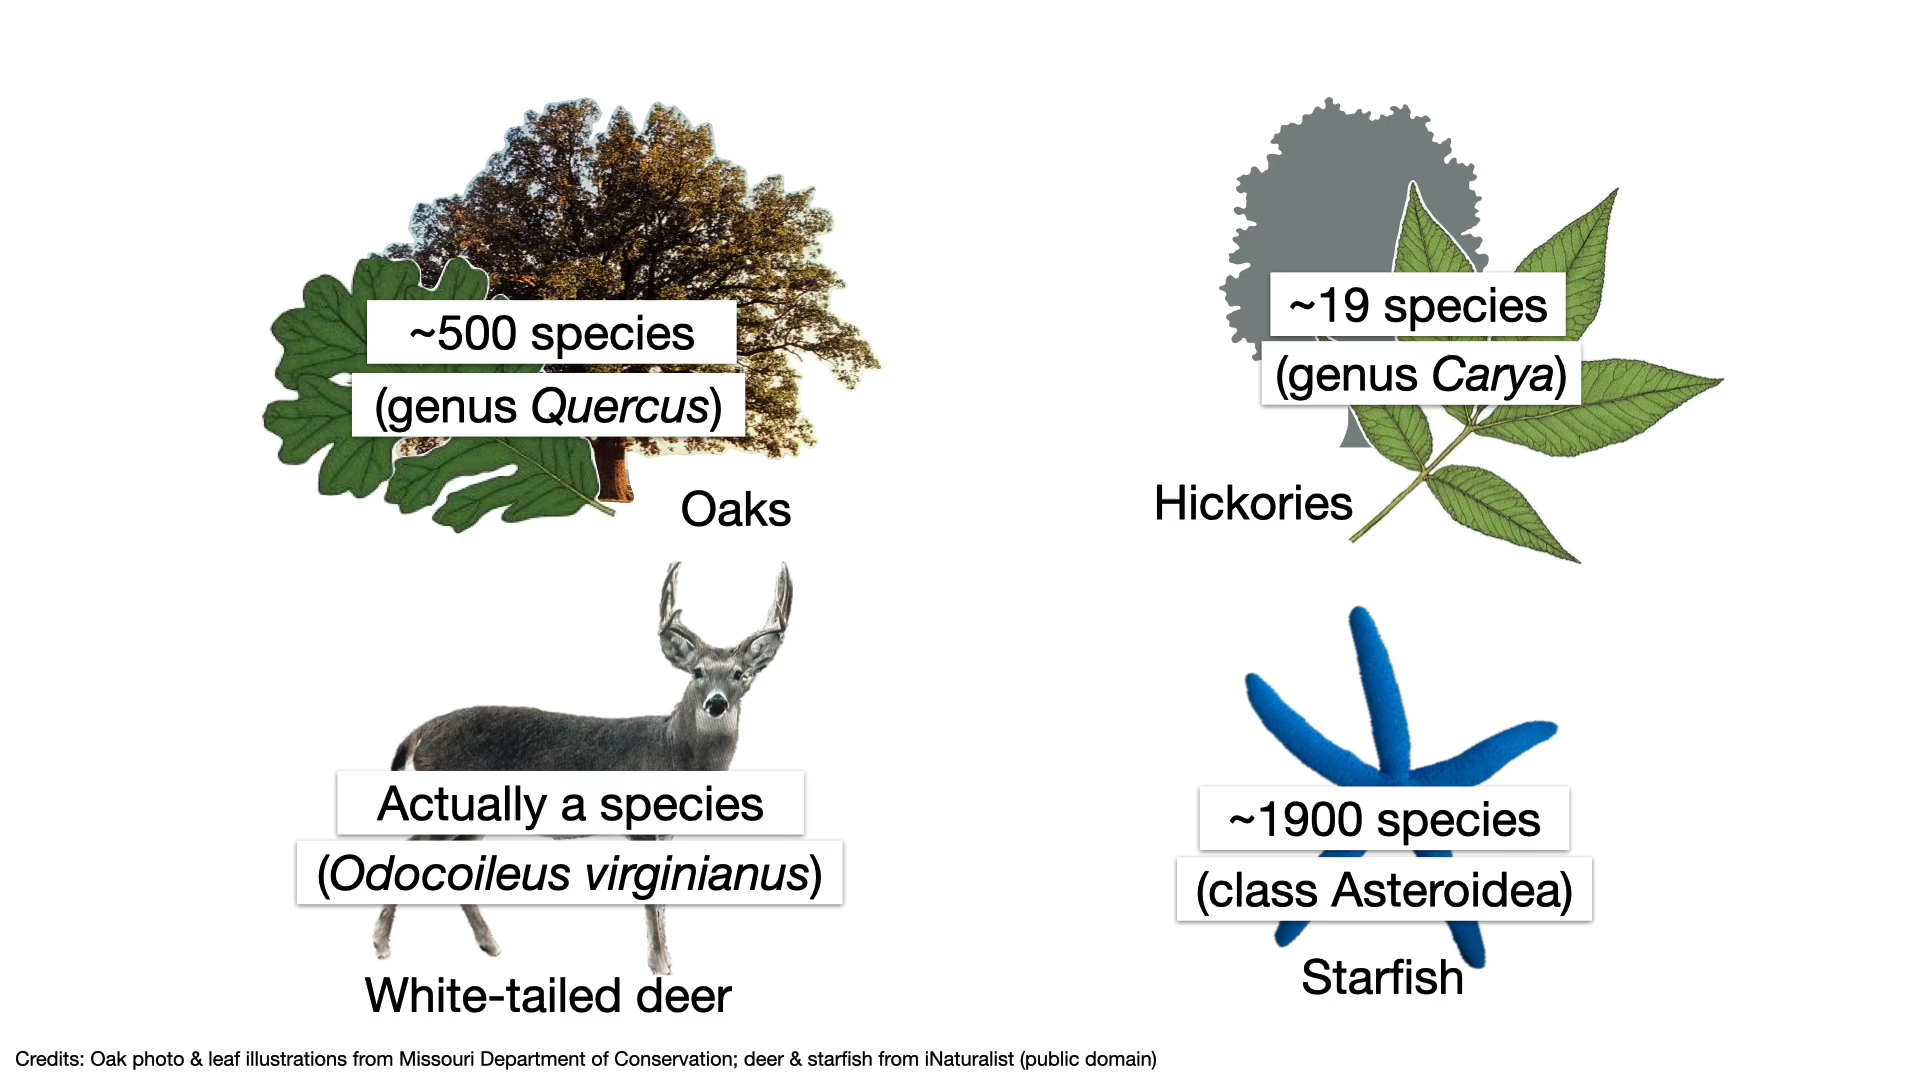 ~500 species
(genus Quercus)
Oaks
~19 species
(genus Carya)
Hickories
Actually a species
(Odocoileus virginianus)
White-tailed deer
~1900 species
(class Asteroidea)
Starfish
Credits: Oak photo & leaf illustrations from Missouri Department of Conservation; deer & starfish from iNaturalist (public domain)